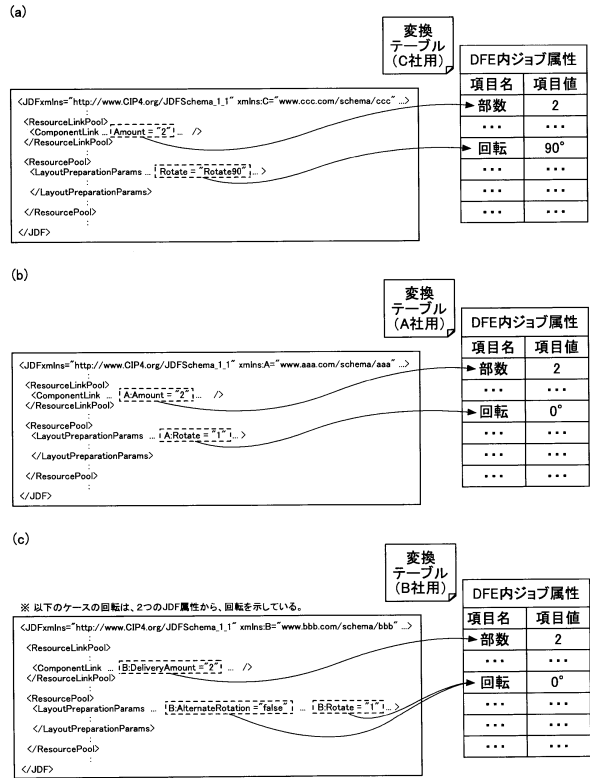 (a)
変換
テーブル
(C社用)
DFE内ジョブ属性
項目名 項目値
部数 2
… …
回転 90°
… …
… …
… …
<JDFxmlns="http://www.CIP4.org/JDFSchema_1_1" xmlns:C="www.ccc.com/schema/ccc" …>
:
<ResourceLinkPool>
<ComponentLink … Amount = "2" … />
</ResourceLinkPool>
:
<ResourcePool>
<LayoutPreparationParams … Rotate = "Rotate90" … >
</LayoutPreparationParams>
:
</ResourcePool>
:
</JDF>
(b)
変換
テーブル
(A社用)
DFE内ジョブ属性
項目名 項目値
部数 2
… …
回転 0°
… …
… …
… …
<JDFxmlns="http://www.CIP4.org/JDFSchema_1_1" xmlns:A="www.aaa.com/schema/aaa" …>
:
<ResourceLinkPool>
<ComponentLink … A:Amount = "2" … />
</ResourceLinkPool>
:
<ResourcePool>
<LayoutPreparationParams … A:Rotate = "1" … >
</LayoutPreparationParams>
:
</ResourcePool>
:
</JDF>
(c)
変換
テーブル
(B社用)
DFE内ジョブ属性
項目名 項目値
部数 2
… …
回転 0°
… …
… …
… …
※ 以下のケースの回転は、2つのJDF属性から、回転を示している。
<JDFxmlns="http://www.CIP4.org/JDFSchema_1_1" xmlns:B="www.bbb.com/schema/bbb" …>
:
<ResourceLinkPool>
<ComponentLink … B:DeliveryAmount = "2" … />
</ResourceLinkPool>
:
<ResourcePool>
<LayoutPreparationParams … B:AlternateRotation = "false" … B:Rotate = "1" … >
</LayoutPreparationParams>
:
</ResourcePool>
:
</JDF>